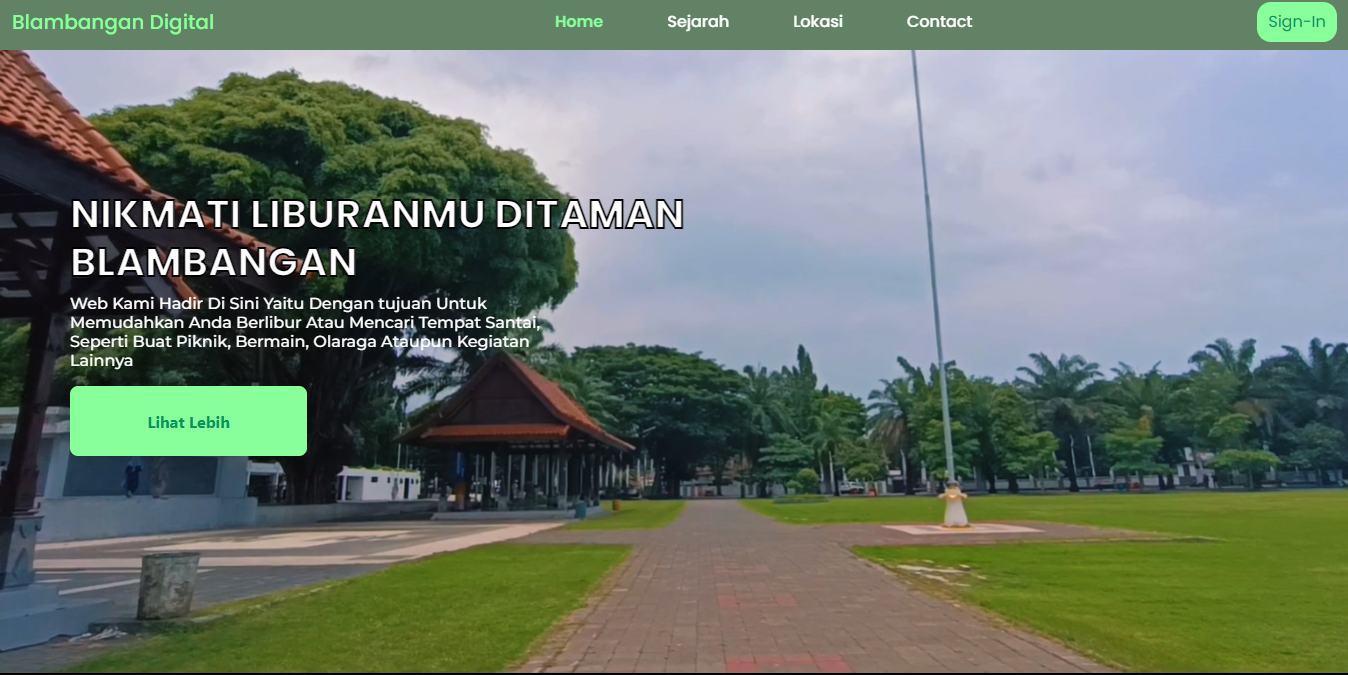 Blambangan Digital
Home
Sejarah
Lokasi
Contact
Sign-In
NIKMATI LIBURANMU DITAMAN
BLAMBANGAN
Web Kami Hadir Di Sini Yaitu Dengan tujuan Untuk
Memudahkan Anda Berlibur Atau Mencari Tempat Santai,
Seperti Buat Piknik, Bermain, Olaraga Ataupun Kegiatan
Lainnya
Lihat Lebih